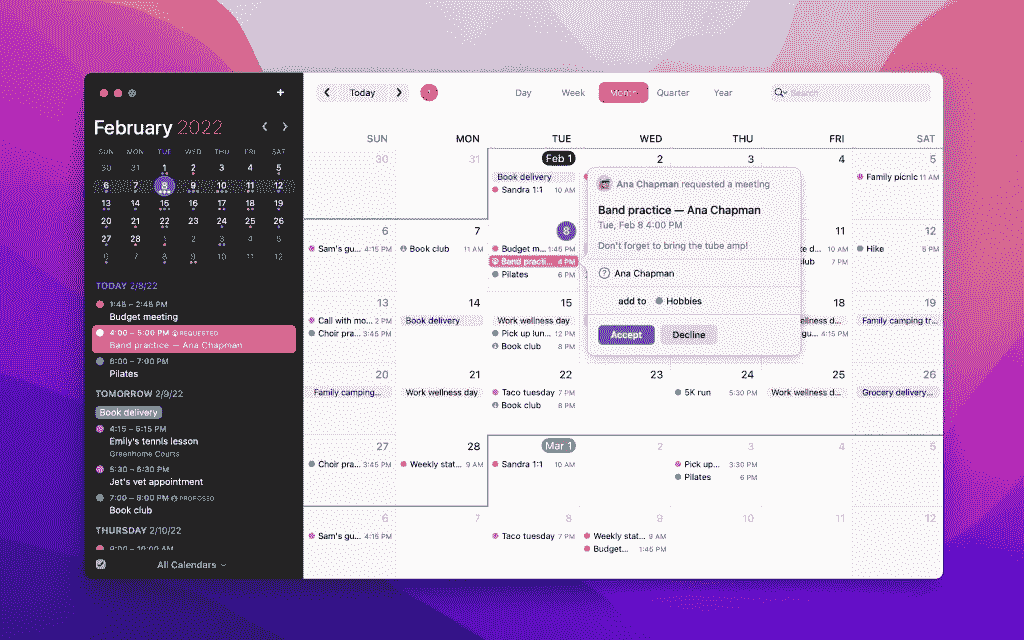 February 2022
SUN MON TUE WED THU FRI SAT
30 31 1 2 3 4 5
6 7 8 9 10 11 12
13 14 15 16 17 18 19
20 21 22 23 24 25 26
27 28 1 2 3 4 5
6 7 8 9 10 11 12
TODAY 2/8/22
1:45 – 2:45 PM
Budget meeting
4:00 – 5:00 PM REQUESTED
Band practice — Ana Chapman
6:00 – 7:00 PM
Pilates
TOMORROW 2/9/22
Book delivery
4:15 – 5:15 PM
Emily's tennis lesson
Greenhome Courts
5:30 – 6:30 PM
Jet's vet appointment
7:00 – 8:00 PM PROPOSED
Book club
THURSDAY 2/10/22
9:00 – 10:00 AM
All Calendars
Today
Day Week Month Quarter Year
Search
SUN MON TUE WED THU FRI SAT
30 31 Feb 1 2 3 4 5
Book delivery
Family picnic 11 AM
Sandra 1:1 10 AM
6 7 8 11 12
Sam's gu... 4:15 PM
Book club 11 AM
Budget m... 1:45 PM
Hike 6 PM
Band practi... 4 PM
Pilates 6 PM
Ana Chapman requested a meeting
Band practice — Ana Chapman
Tue, Feb 8 4:00 PM
Don't forget to bring the tube amp!
Ana Chapman
add to Hobbies
Accept Decline
13 14 15 18 19
Call with mo... 2 PM
Book delivery
Work wellness day
Family camping tr...
Choir pra... 3:45 PM
Pick up lun... 12 PM
Book club 8 PM
20 21 22 23 24 25 26
Family camping...
Work wellness day
Taco tuesday 7 PM
5K run 5:30 PM
Work wellness d...
Grocery delivery...
Book club 8 PM
27 28 Mar 1 2 3 4 5
Choir pra... 3:45 PM
Weekly stat... 9 AM
Sandra 1:1 10 AM
Pick up... 3:30 PM
Pilates 6 PM
6 7 8 9 10 11 12
Sam's gu... 4:15 PM
Taco tuesday 7 PM
Weekly stat... 9 AM
Budget... 1:45 PM